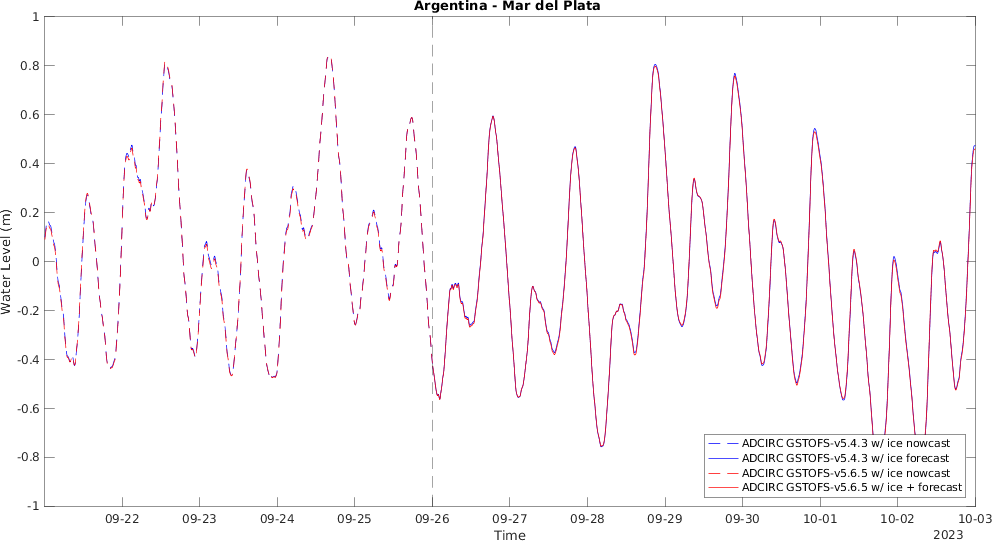 Argentina - Mar del Plata
Water Level (m)
1
0.8
0.6
0.4
0.2
0
-0.2
-0.4
-0.6
-0.8
-1
ADCIRC GSTOFS-v5.4.3 w/ ice nowcast
ADCIRC GSTOFS-v5.4.3 w/ ice forecast
ADCIRC GSTOFS-v5.6.5 w/ ice nowcast
ADCIRC GSTOFS-v5.6.5 w/ ice + forecast
09-22 09-23 09-24 09-25 09-26 09-27 09-28 09-29 09-30 10-01 10-02 10-03
Time
2023